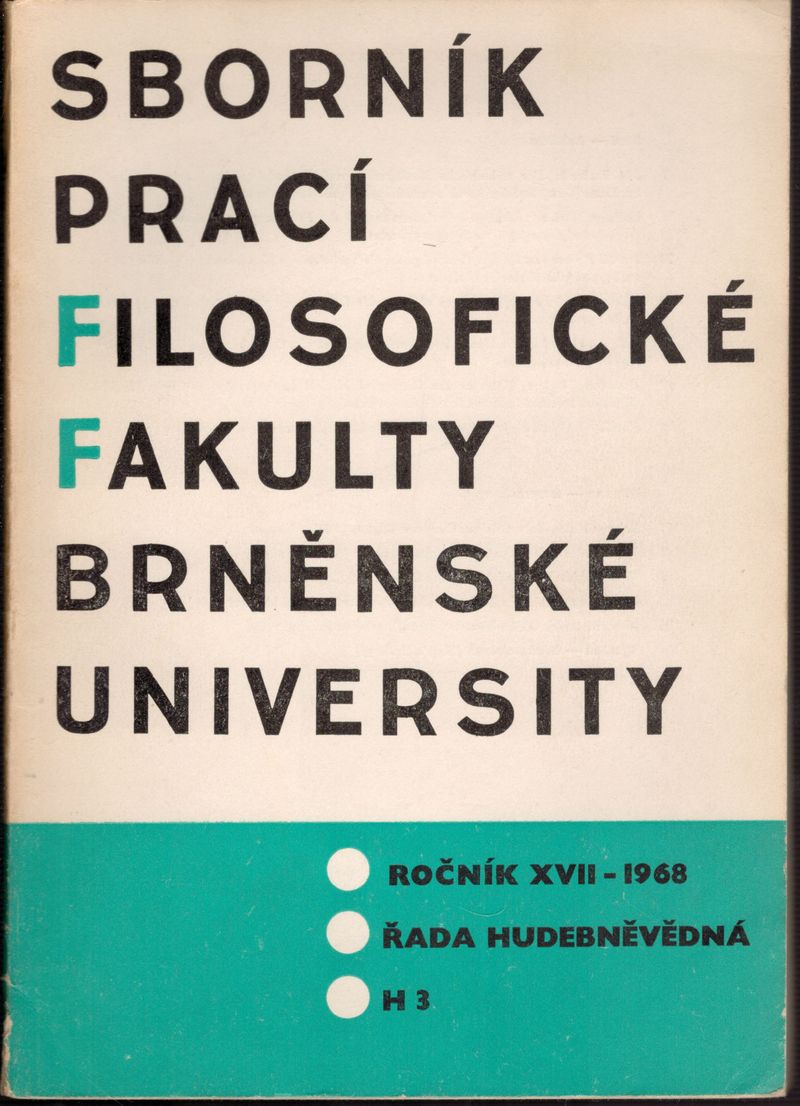 SBORNÍK
PRACÍ
FILOSOFICKÉ
FAKULTY
BRNĚNSKÉ
UNIVERSITY
ROČNÍK XVII – 1968
ŘADA HUDEBNĚVĚDNÁ
H 3